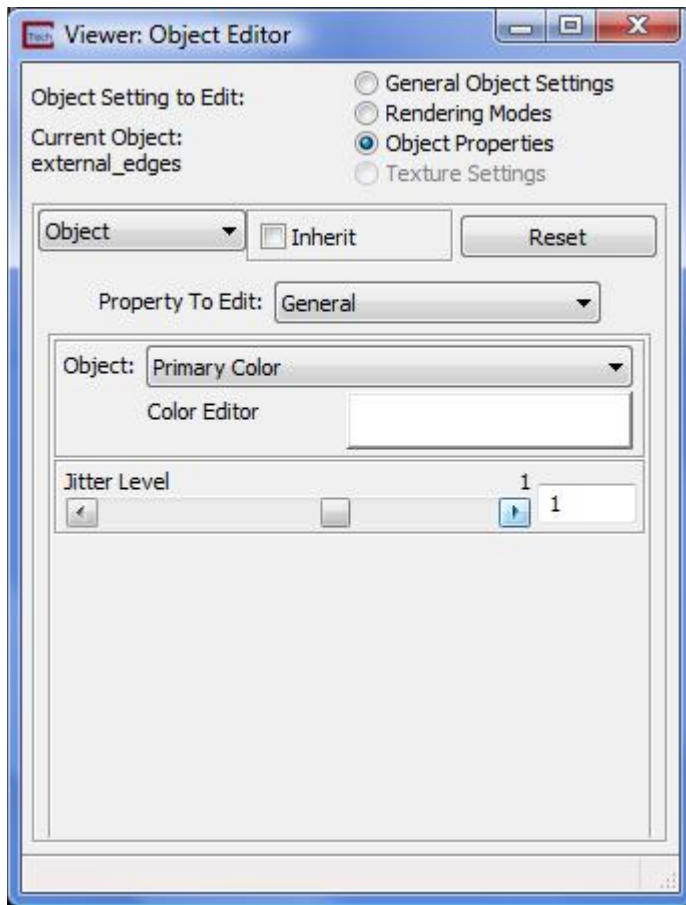 Tech
Viewer: Object Editor
Object Setting to Edit:
General Object Settings
Rendering Modes
Current Object:
external_edges
Object Properties
Texture Settings
Object
Inherit
Reset
Property To Edit: General
Object: Primary Color
Color Editor
Jitter Level
1
1